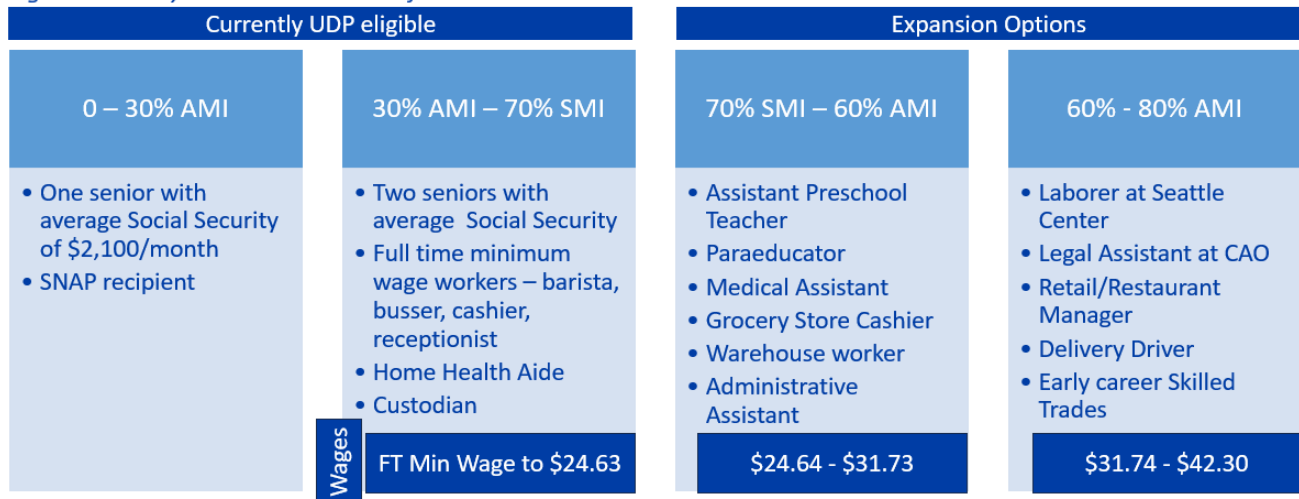 Currently UDP eligible
Expansion Options
0 – 30% AMI
• One senior with
average Social Security
of $2,100/month
• SNAP recipient
30% AMI – 70% SMI
• Two seniors with
average Social Security
• Full time minimum
wage workers – barista,
busser, cashier,
receptionist
• Home Health Aide
• Custodian
70% SMI – 60% AMI
• Assistant Preschool
Teacher
• Paraeducator
• Medical Assistant
• Grocery Store Cashier
• Warehouse worker
• Administrative
Assistant
60% - 80% AMI
• Laborer at Seattle
Center
• Legal Assistant at CAO
• Retail/Restaurant
Manager
• Delivery Driver
• Early career Skilled
Trades
Wages
FT Min Wage to $24.63
$24.64 - $31.73
$31.74 - $42.30